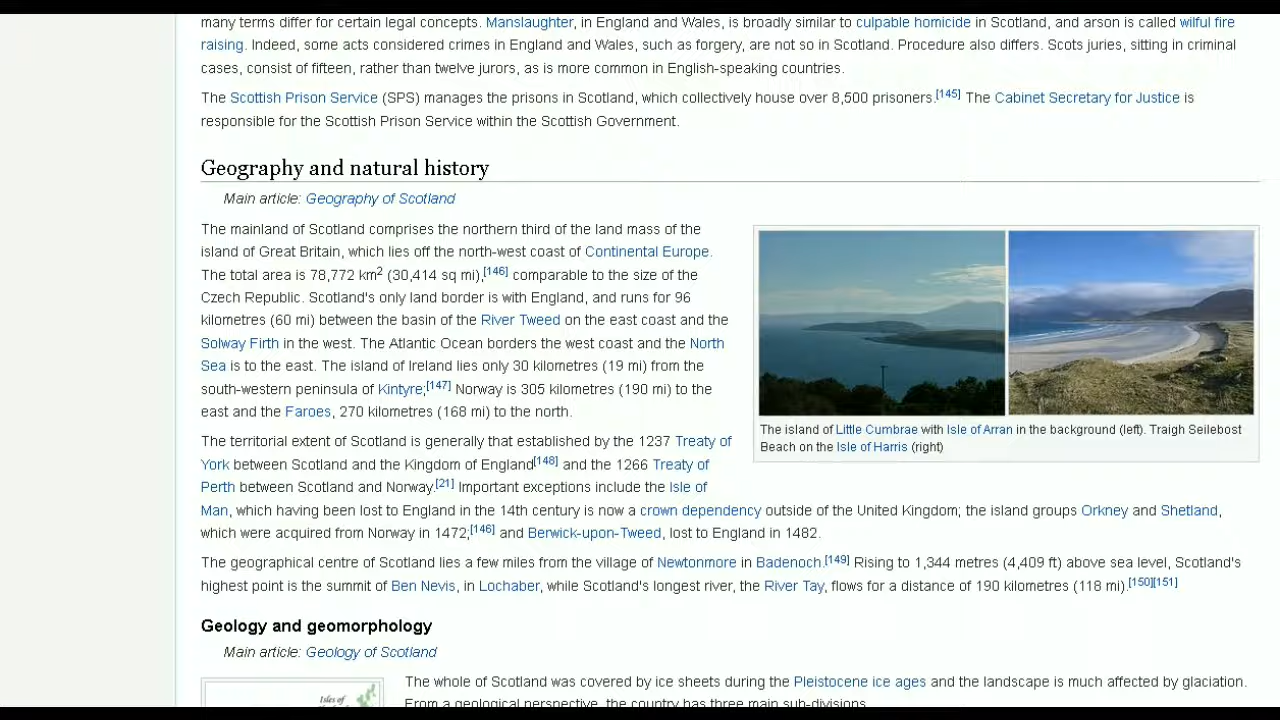 many terms differ for certain legal concepts. Manslaughter, in England and Wales, is broadly similar to culpable homicide in Scotland, and arson is called wilful fire
raising. Indeed, some acts considered crimes in England and Wales, such as forgery, are not so in Scotland. Procedure also differs. Scots juries, sitting in criminal
cases, consist of fifteen, rather than twelve jurors, as is more common in English-speaking countries.
The Scottish Prison Service (SPS) manages the prisons in Scotland, which collectively house over 8,500 prisoners.[145] The Cabinet Secretary for Justice is
responsible for the Scottish Prison Service within the Scottish Government.
Geography and natural history
Main article: Geography of Scotland
The mainland of Scotland comprises the northern third of the land mass of the
island of Great Britain, which lies off the north-west coast of Continental Europe.
The total area is 78,772 km2 (30,414 sq mi),[146] comparable to the size of the
Czech Republic. Scotland's only land border is with England, and runs for 96
kilometres (60 mi) between the basin of the River Tweed on the east coast and the
Solway Firth in the west. The Atlantic Ocean borders the west coast and the North
Sea is to the east. The island of Ireland lies only 30 kilometres (19 mi) from the
south-western peninsula of Kintyre;[147] Norway is 305 kilometres (190 mi) to the
east and the Faroes, 270 kilometres (168 mi) to the north.
The island of Little Cumbrae with Isle of Arran in the background (left). Traigh Seilebost
Beach on the Isle of Harris (right)
The territorial extent of Scotland is generally that established by the 1237 Treaty of
York between Scotland and the Kingdom of England[148] and the 1266 Treaty of
Perth between Scotland and Norway.[21] Important exceptions include the Isle of
Man, which having been lost to England in the 14th century is now a crown dependency outside of the United Kingdom; the island groups Orkney and Shetland,
which were acquired from Norway in 1472;[146] and Berwick-upon-Tweed, lost to England in 1482.
The geographical centre of Scotland lies a few miles from the village of Newtonmore in Badenoch.[149] Rising to 1,344 metres (4,409 ft) above sea level, Scotland's
highest point is the summit of Ben Nevis, in Lochaber, while Scotland's longest river, the River Tay, flows for a distance of 190 kilometres (118 mi).[150][151]
Geology and geomorphology
Main article: Geology of Scotland
Isles of
The whole of Scotland was covered by ice sheets during the Pleistocene ice ages and the landscape is much affected by glaciation.
From a geological perspective, the country has three main sub-divisions